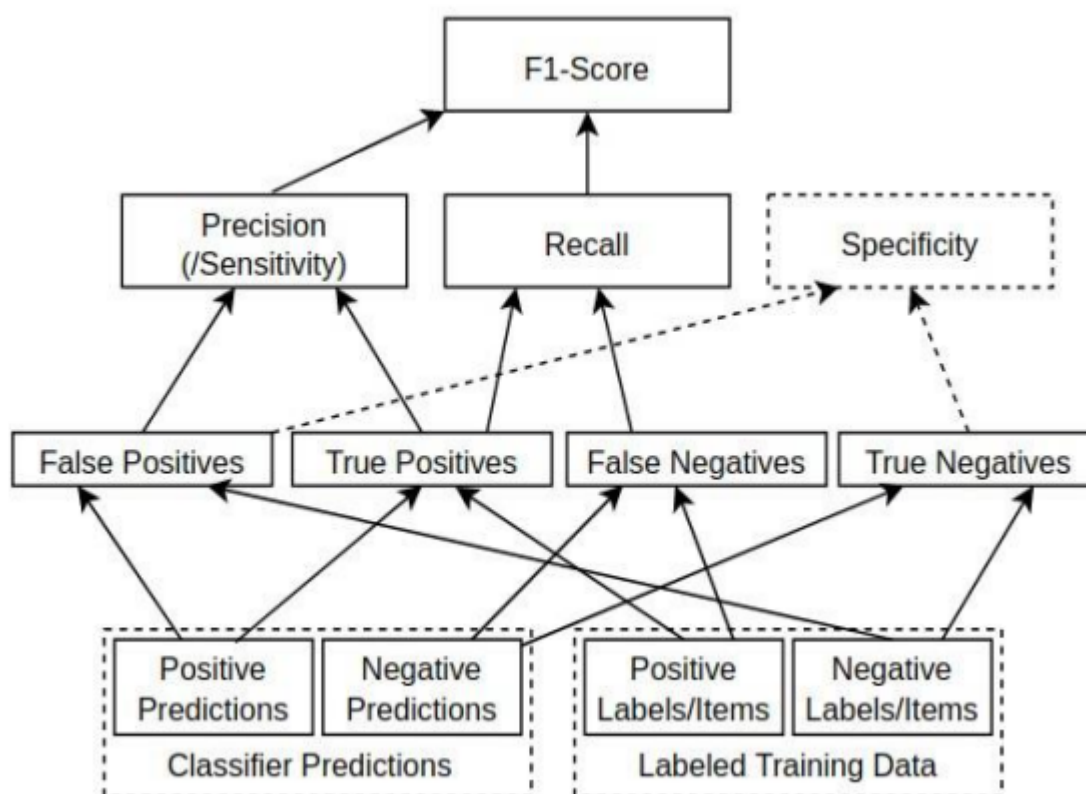 F1-Score
Precision
(/Sensitivity)
Recall
Specificity
False Positives
True Positives
False Negatives
True Negatives
Positive
Predictions
Negative
Predictions
Positive
Labels/Items
Negative
Labels/Items
Classifier Predictions
Labeled Training Data